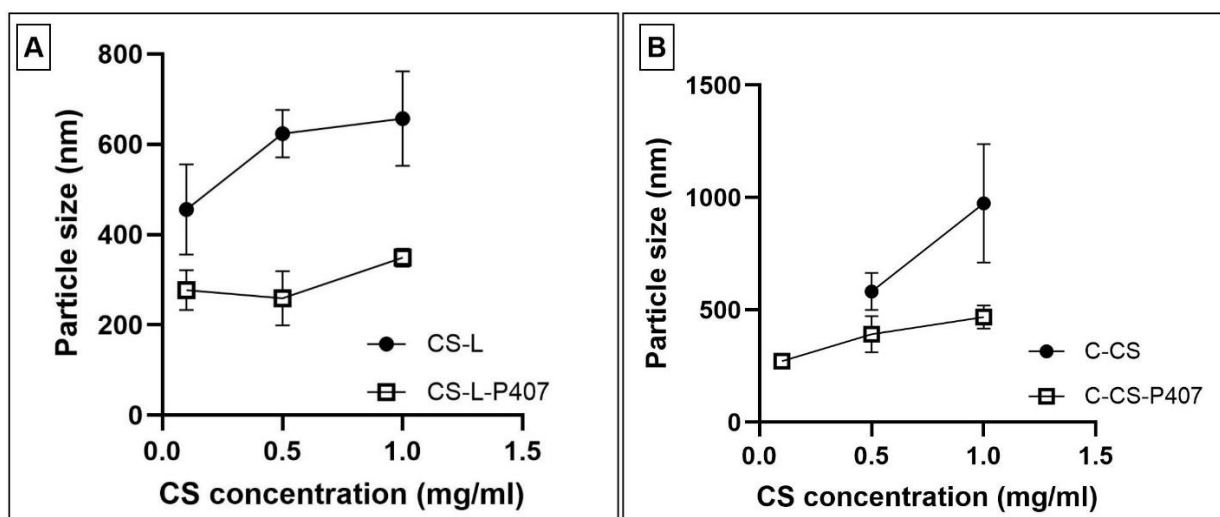 A
Particle size (nm)
800
600
400
200
0
0.0 0.5 1.0 1.5
CS concentration (mg/ml)
CS-L
CS-L-P407
B
Particle size (nm)
1500
1000
500
0
0.0 0.5 1.0 1.5
CS concentration (mg/ml)
C-CS
C-CS-P407